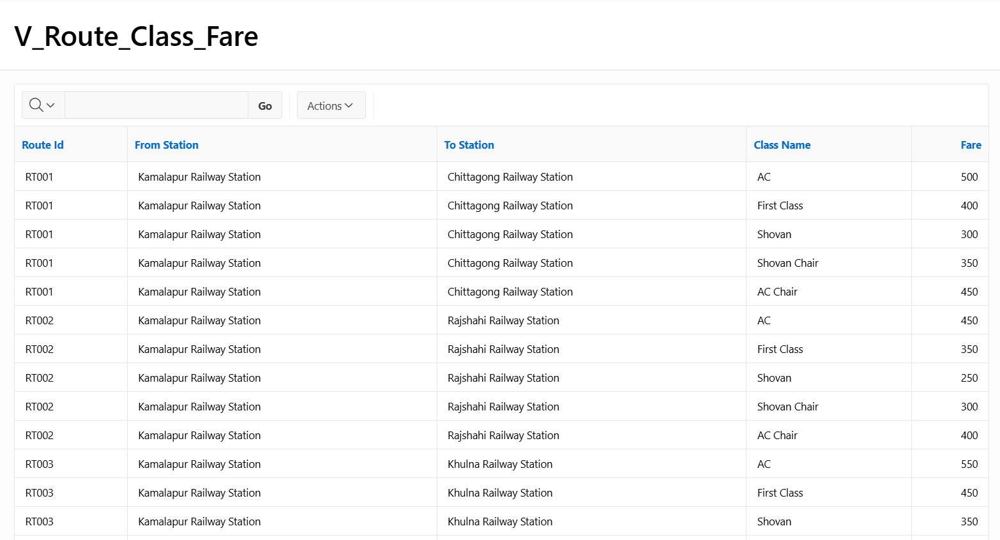 V_Route_Class_Fare
Go Actions
Route Id From Station To Station Class Name Fare
RT001 Kamalapur Railway Station Chittagong Railway Station AC 500
RT001 Kamalapur Railway Station Chittagong Railway Station First Class 400
RT001 Kamalapur Railway Station Chittagong Railway Station Shovan 300
RT001 Kamalapur Railway Station Chittagong Railway Station Shovan Chair 350
RT001 Kamalapur Railway Station Chittagong Railway Station AC Chair 450
RT002 Kamalapur Railway Station Rajshahi Railway Station AC 450
RT002 Kamalapur Railway Station Rajshahi Railway Station First Class 350
RT002 Kamalapur Railway Station Rajshahi Railway Station Shovan 250
RT002 Kamalapur Railway Station Rajshahi Railway Station Shovan Chair 300
RT002 Kamalapur Railway Station Rajshahi Railway Station AC Chair 400
RT003 Kamalapur Railway Station Khulna Railway Station AC 550
RT003 Kamalapur Railway Station Khulna Railway Station First Class 450
RT003 Kamalapur Railway Station Khulna Railway Station Shovan 350